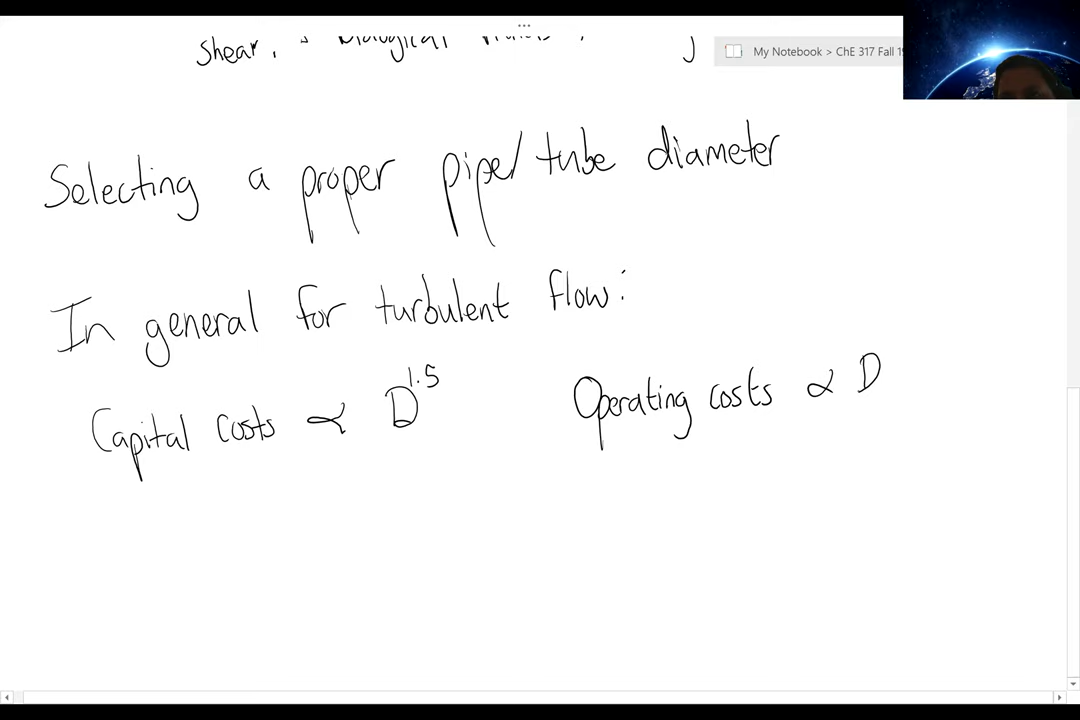 Shear,
My Notebook > ChE 317 Fall
Selecting a proper pipe/tube diameter
In general for turbulent flow:
Capital costs ∝ D^1.5 Operating costs ∝ D